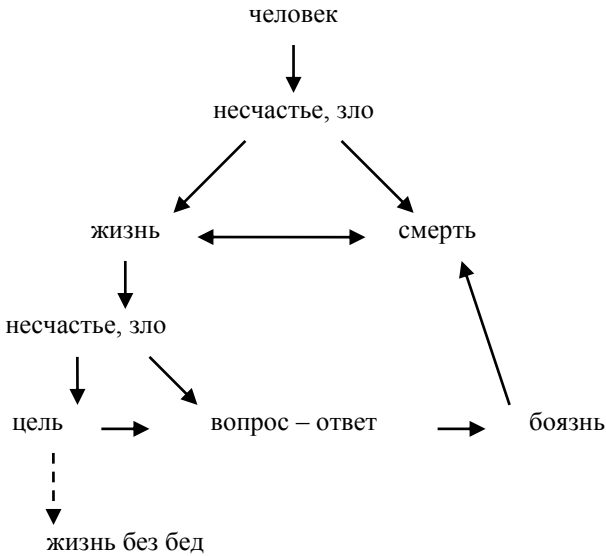 человек
несчастье, зло
жизнь смерть
несчастье, зло
цель вопрос – ответ боязнь
жизнь без бед